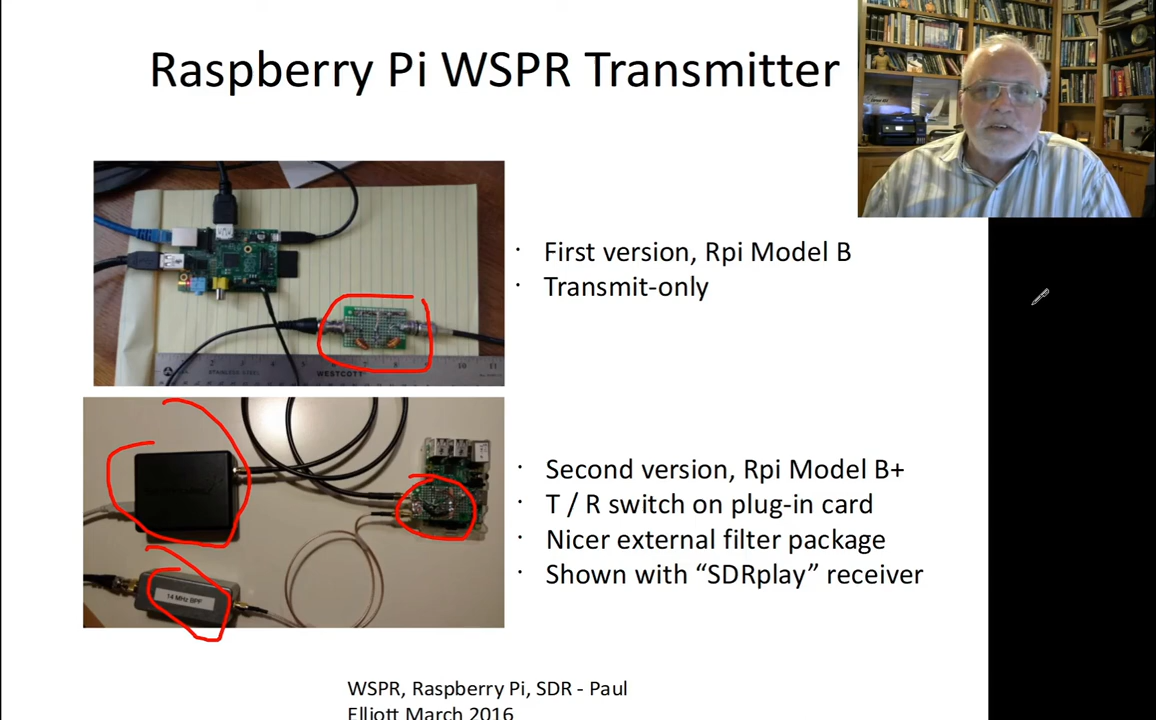 Raspberry Pi WSPR Transmitter
· First version, Rpi Model B
· Transmit-only
WESTCOTT
· Second version, Rpi Model B+
· T / R switch on plug-in card
· Nicer external filter package
· Shown with “SDRplay” receiver
14 MHz BPF
WSPR, Raspberry Pi, SDR - Paul
Elliott March 2016